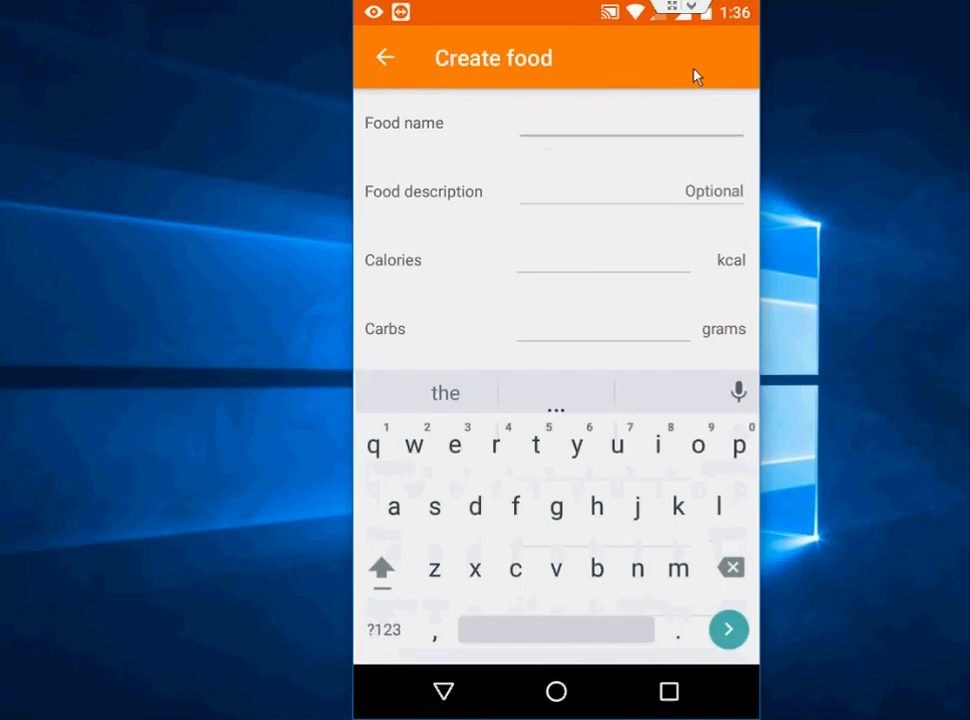 1:36
Create food
Food name
Food description Optional
Calories kcal
Carbs grams
the ...
1 2 3 4 5 6 7 8 9 0
q w e r t y u i o p
a s d f g h j k l
z x c v b n m
?123 , .